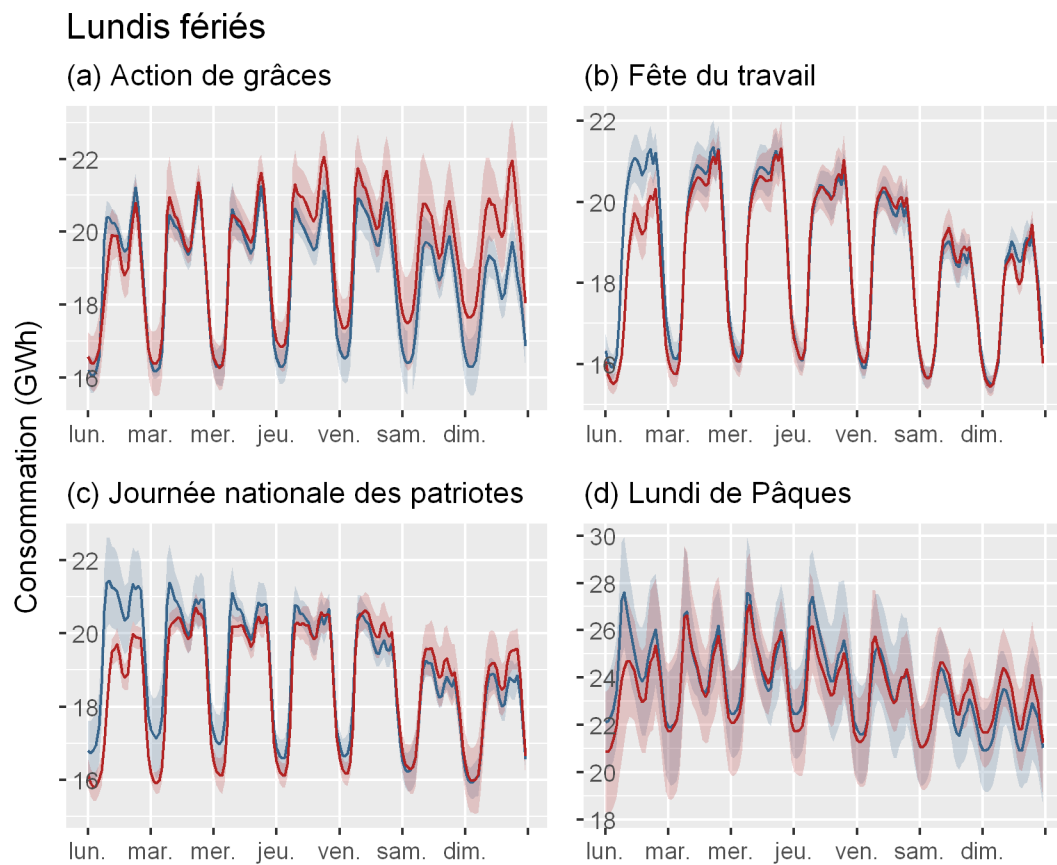 Lundis fériés
(a) Action de grâces
(b) Fête du travail
22
20
18
16
lun. mar. mer. jeu. ven. sam. dim.
22
20
18
16
lun. mar. mer. jeu. ven. sam. dim.
Consommation (GWh)
(c) Journée nationale des patriotes
(d) Lundi de Pâques
22
20
18
16
lun. mar. mer. jeu. ven. sam. dim.
30
28
26
24
22
20
18
lun. mar. mer. jeu. ven. sam. dim.